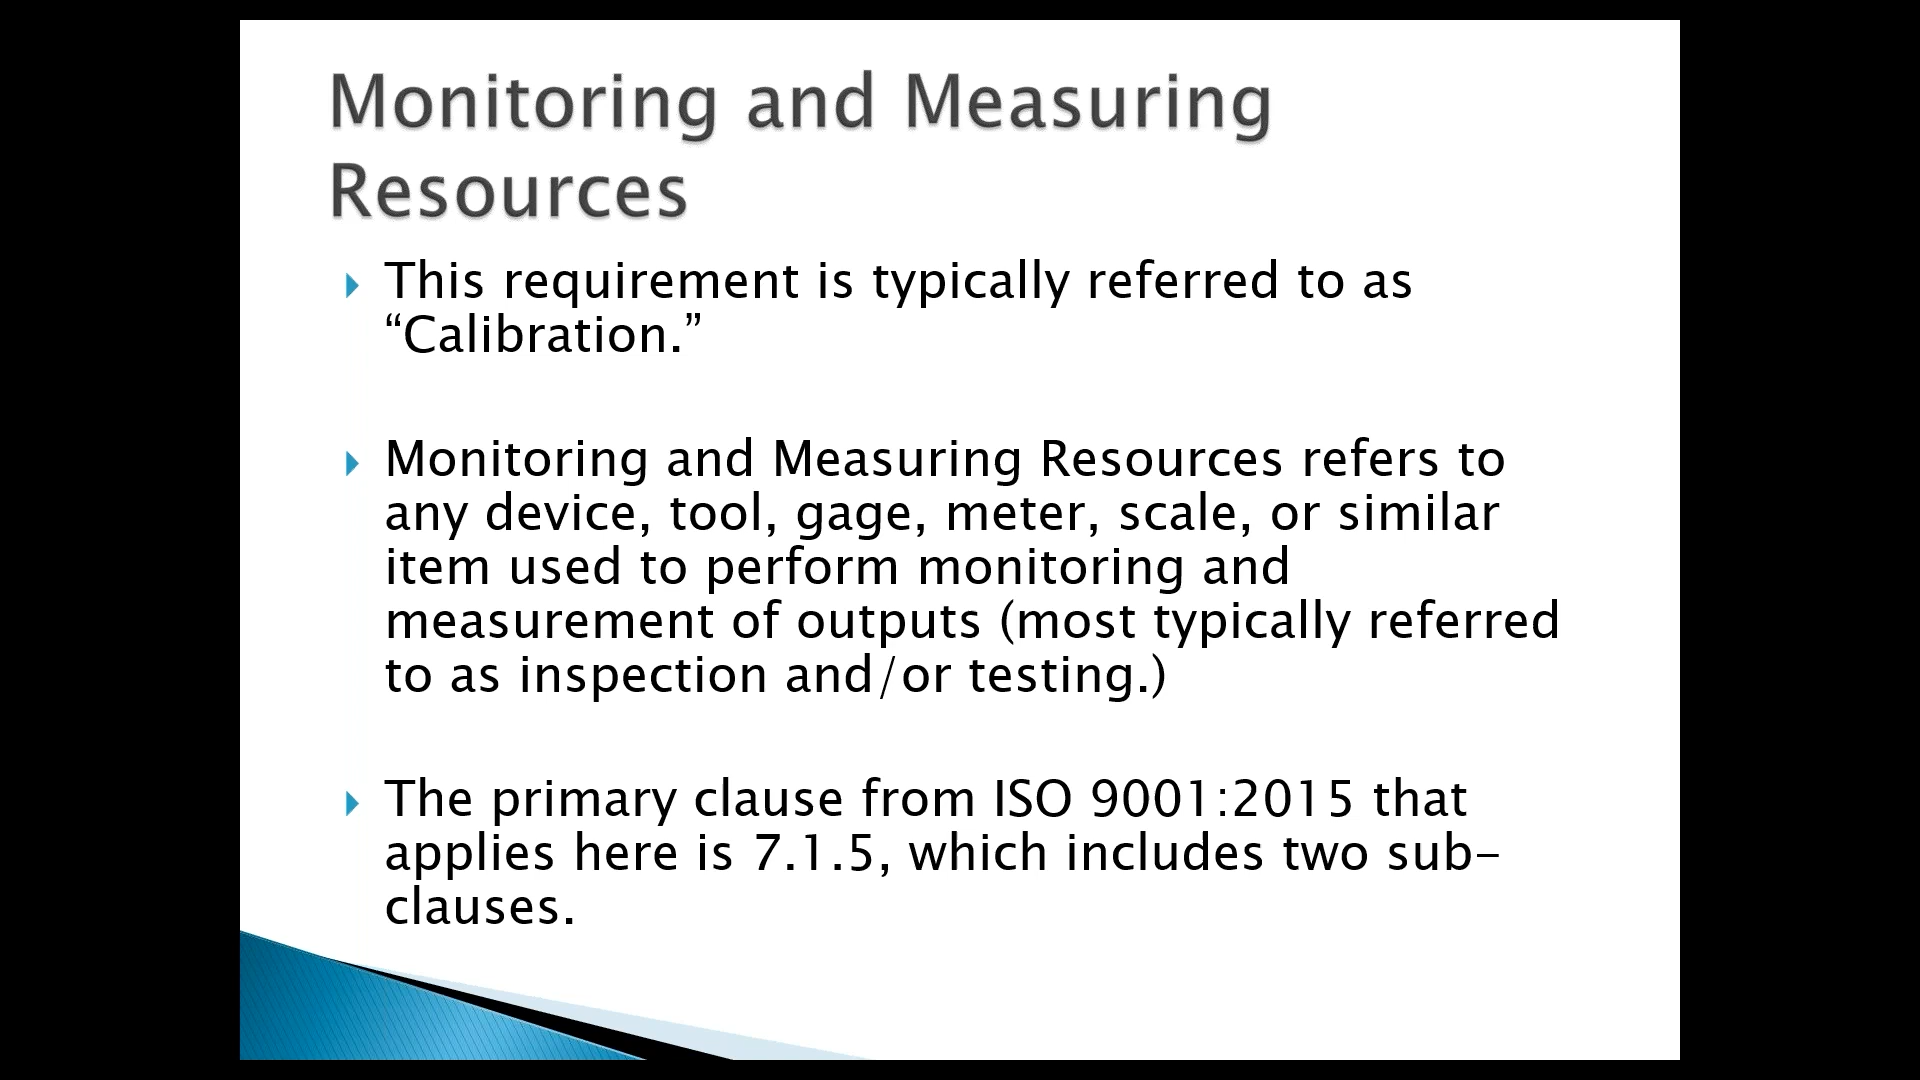 Monitoring and Measuring
Resources
This requirement is typically referred to as
“Calibration.”
Monitoring and Measuring Resources refers to
any device, tool, gage, meter, scale, or similar
item used to perform monitoring and
measurement of outputs (most typically referred
to as inspection and/or testing.)
The primary clause from ISO 9001:2015 that
applies here is 7.1.5, which includes two sub-
clauses.